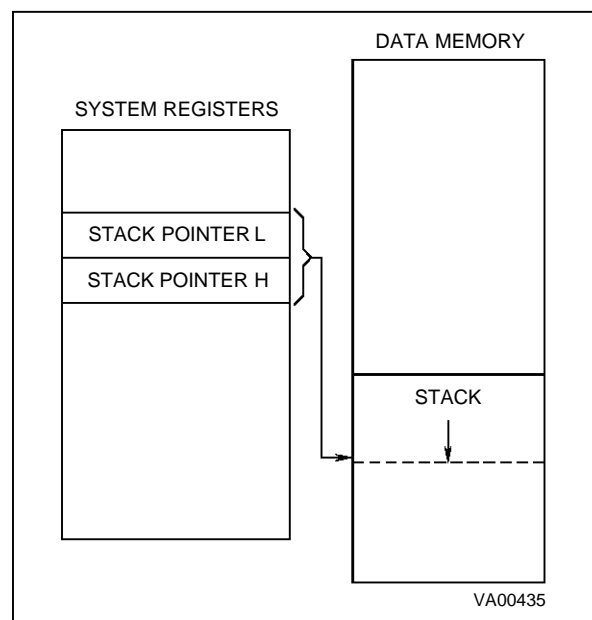 DATA MEMORY
SYSTEM REGISTERS
STACK POINTER L
STACK POINTER H
STACK
VA00435